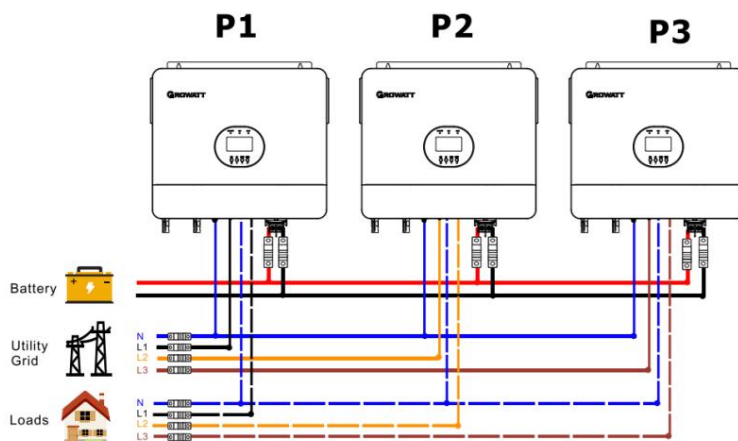 P1
P2
P3
GROWATT
GROWATT
GROWATT
Battery
+ -
Utility
Grid
N
L1
L2
L3
Loads
N
L1
L2
L3